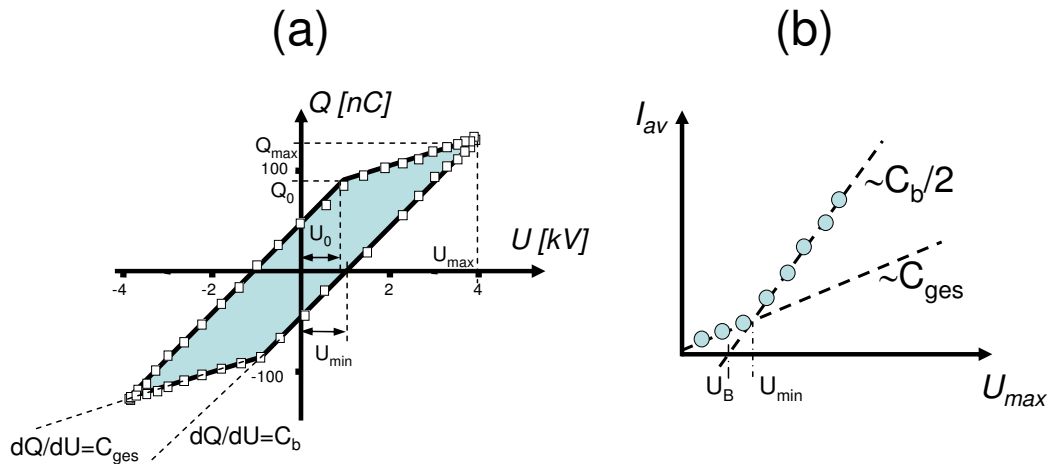 (a)
(b)
Q [nC]
Q_max
100
Q_0
U_0
U [kV]
U_max
-4
-2
2
4
U_min
-100
dQ/dU=C_ges
dQ/dU=C_b
I_av
~C_b/2
~C_ges
U_B
U_min
U_max